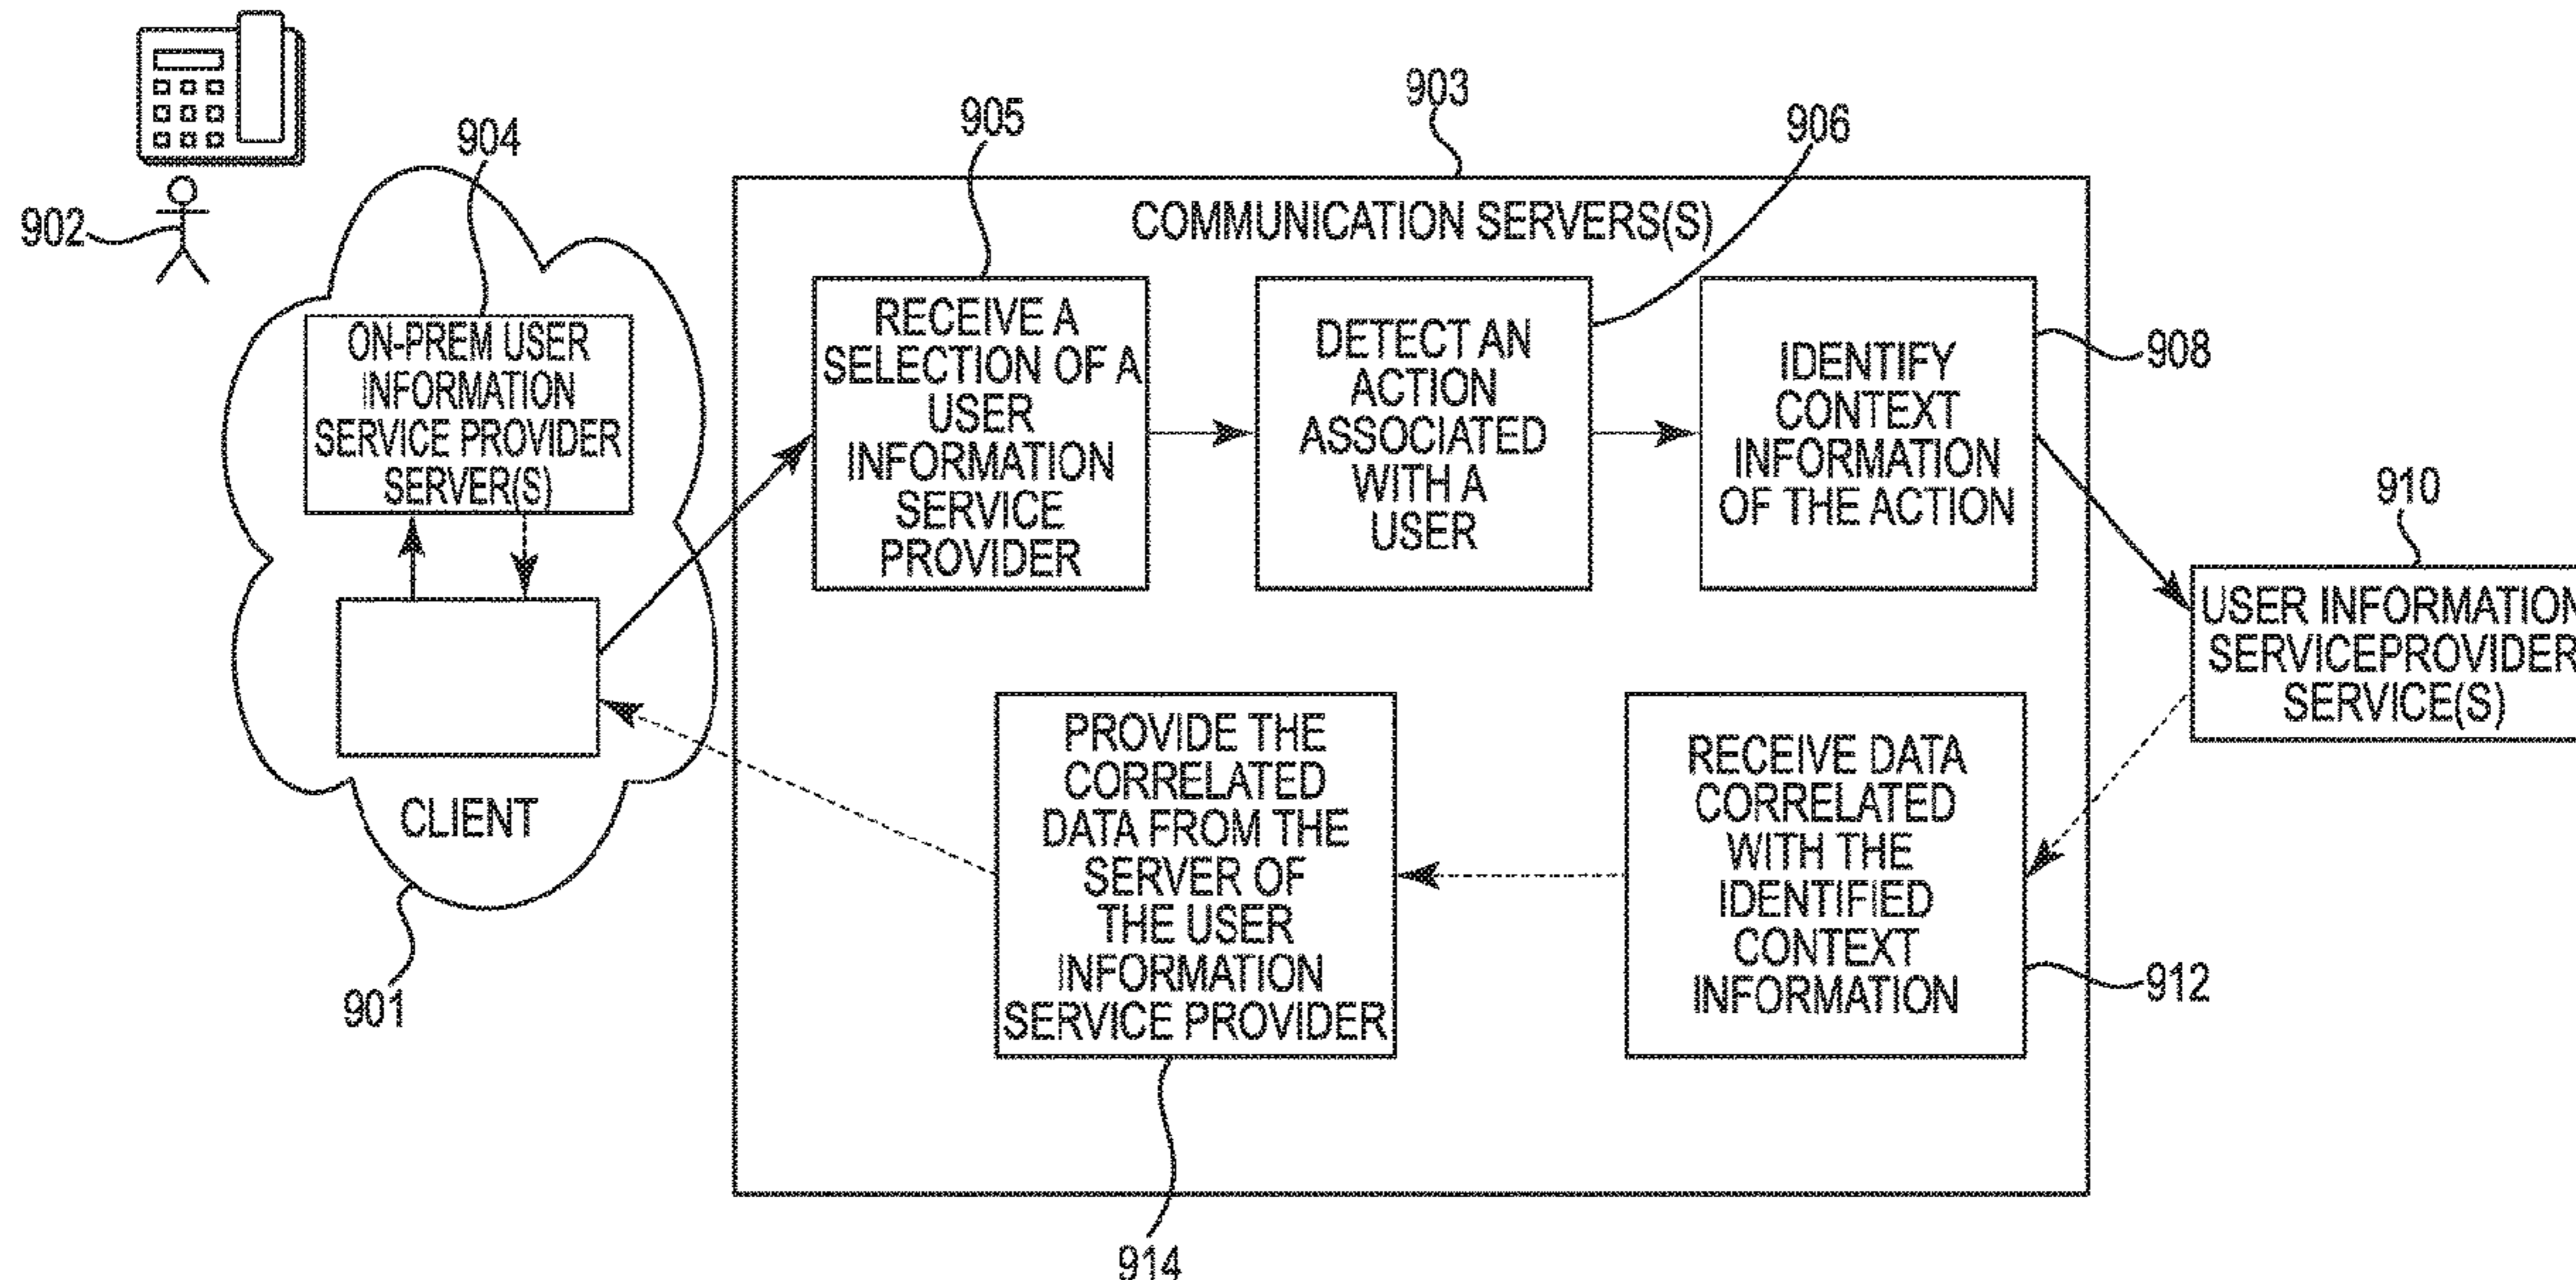 903
905
906
904
902
COMMUNICATION SERVERS(S)
ON-PREM USER
INFORMATION
SERVICE PROVIDER
SERVER(S)
RECEIVE A
SELECTION OF A
USER
INFORMATION
SERVICE
PROVIDER
DETECT AN
ACTION
ASSOCIATED
WITH A
USER
IDENTIFY
CONTEXT
INFORMATION
OF THE ACTION
908
910
USER INFORMATION
SERVICEPROVIDER
SERVICE(S)
PROVIDE THE
CORRELATED
DATA FROM THE
SERVER OF
THE USER
INFORMATION
SERVICE PROVIDER
RECEIVE DATA
CORRELATED
WITH THE
IDENTIFIED
CONTEXT
INFORMATION
912
CLIENT
901
914